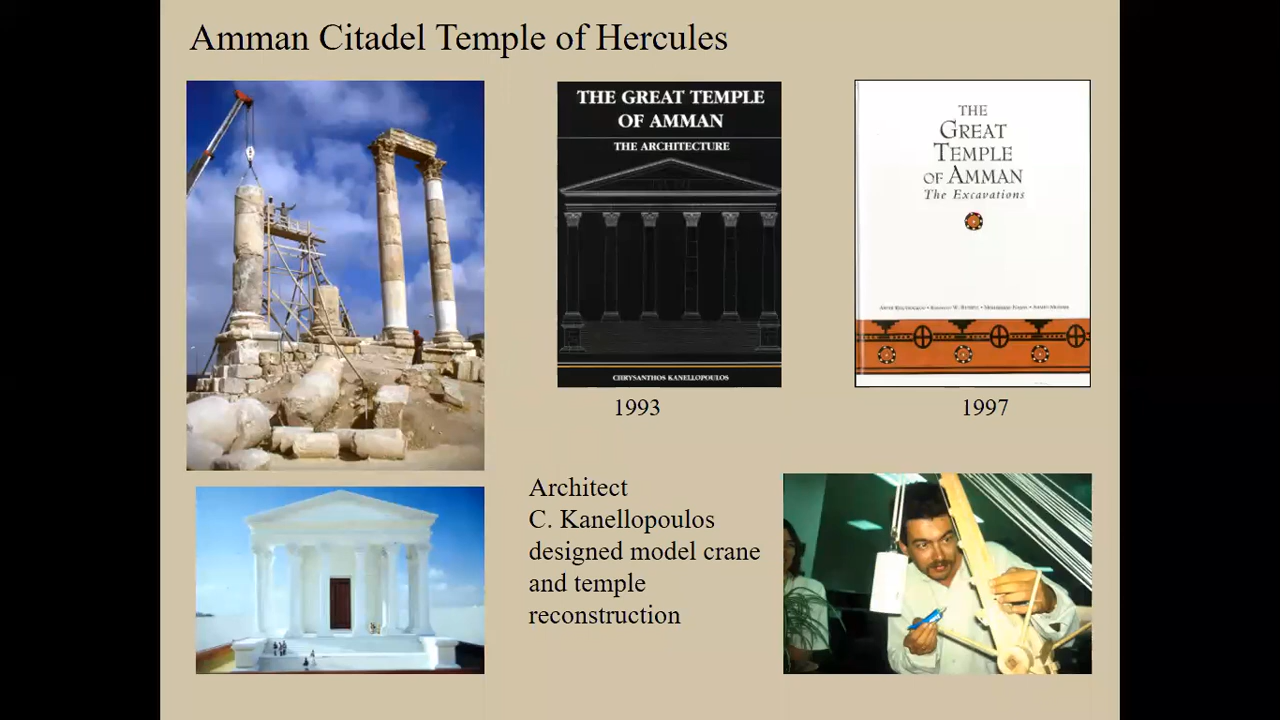 Amman Citadel Temple of Hercules
THE GREAT TEMPLE
OF AMMAN
THE ARCHITECTURE
CHRYSANTHOS KANELLOPOULOS
1993
THE
GREAT
TEMPLE
OF AMMAN
The Excavations
1997
Architect
C. Kanellopoulos
designed model crane
and temple
reconstruction